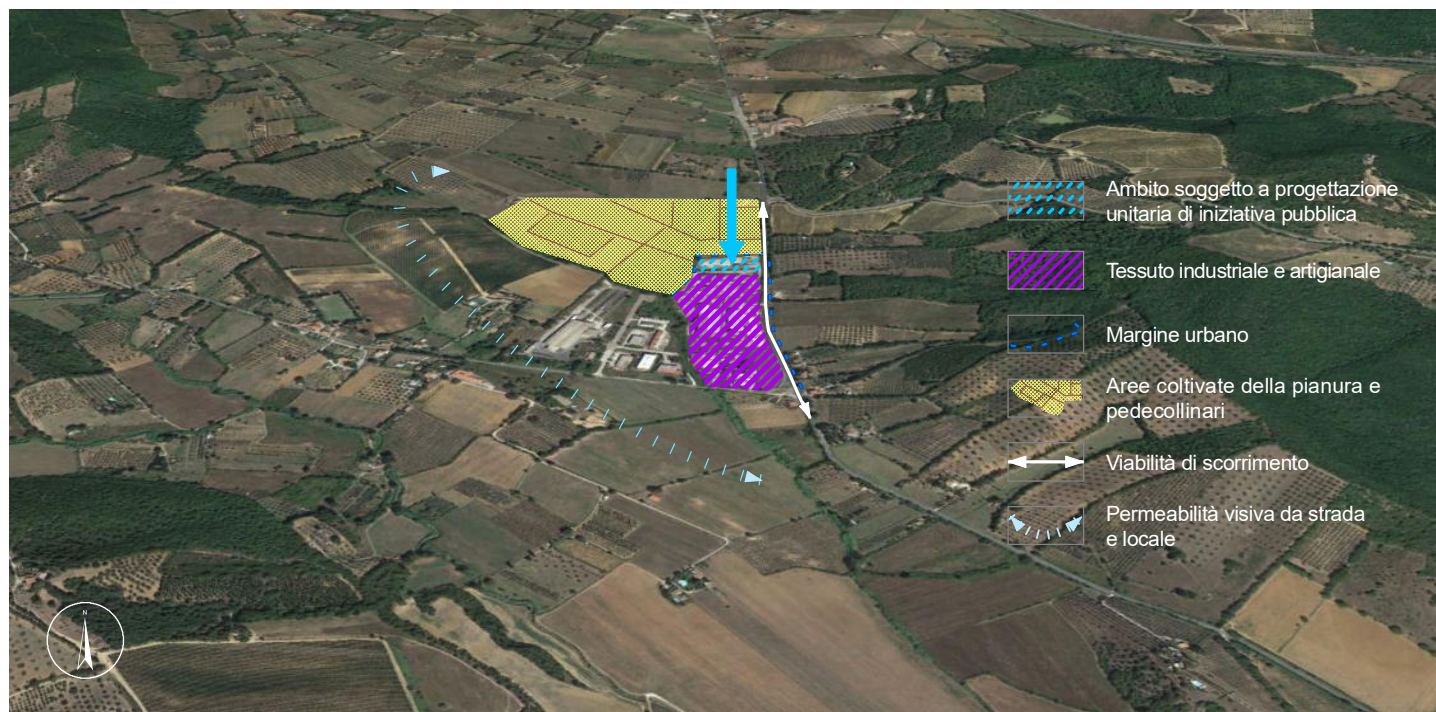 Ambito soggetto a progettazione
unitaria di iniziativa pubblica
Tessuto industriale e artigianale
Margine urbano
Aree coltivate della pianura e
pedecollinari
Viabilità di scorrimento
Permeabilità visiva da strada
e locale
N